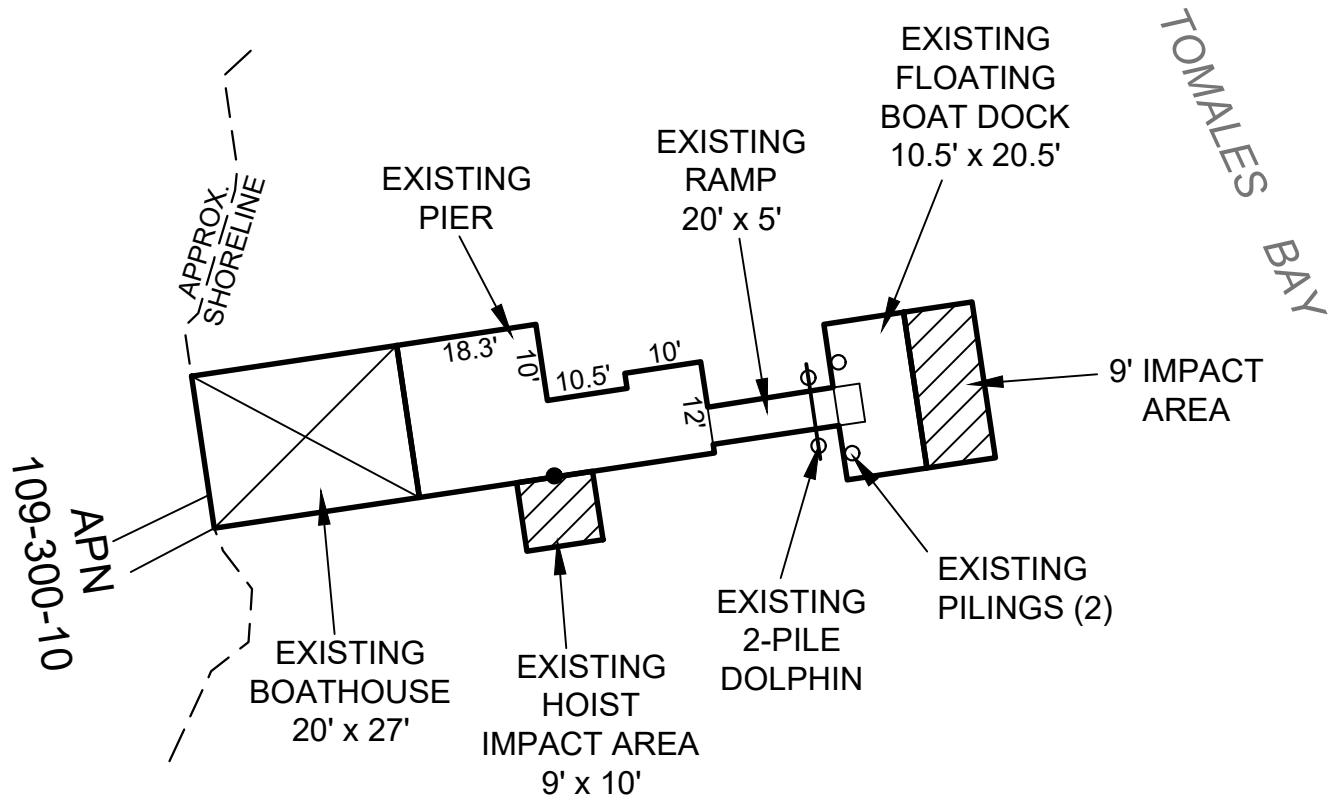 TOMALES BAY
EXISTING
FLOATING
BOAT DOCK
10.5' x 20.5'
EXISTING
RAMP
20' x 5'
EXISTING
PIER
APPROX.
SHORELINE
18.3'
10'
10.5'
10'
12'
9' IMPACT
AREA
APN
109-300-10
EXISTING
BOATHOUSE
20' x 27'
EXISTING
HOIST
IMPACT AREA
9' x 10'
EXISTING
2-PILE
DOLPHIN
EXISTING
PILINGS (2)